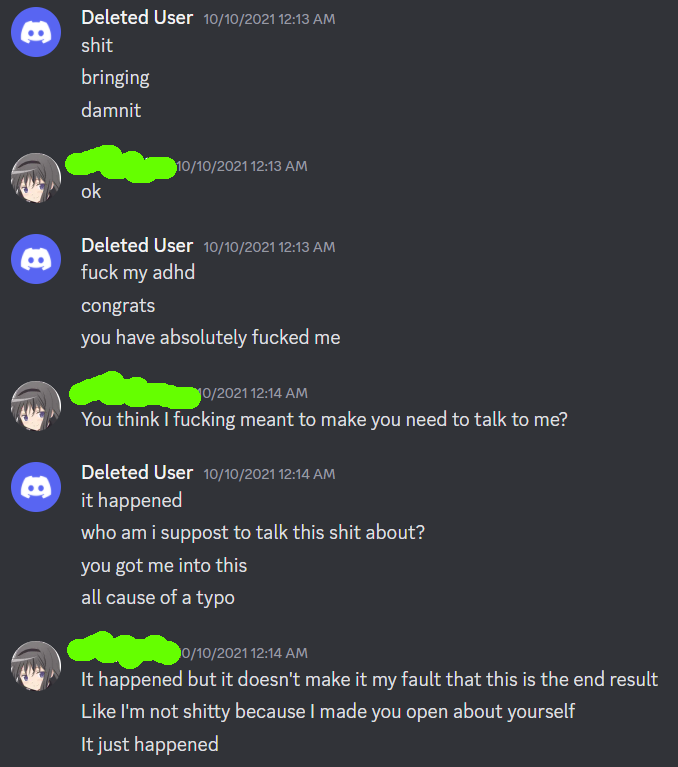 Deleted User 10/10/2021 12:13 AM
shit
bringing
damnit
10/10/2021 12:13 AM
ok
Deleted User 10/10/2021 12:13 AM
fuck my adhd
congrats
you have absolutely fucked me
10/2021 12:14 AM
You think I fucking meant to make you need to talk to me?
Deleted User 10/10/2021 12:14 AM
it happened
who am i suppost to talk this shit about?
you got me into this
all cause of a typo
0/10/2021 12:14 AM
It happened but it doesn't make it my fault that this is the end result
Like I'm not shitty because I made you open about yourself
It just happened